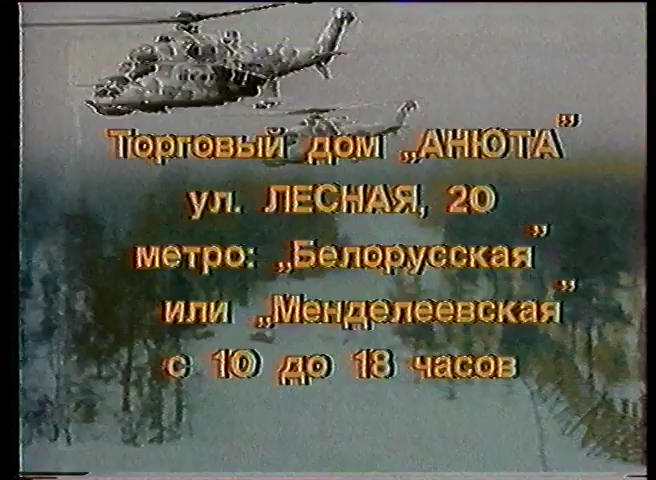 Торговый дом „АНЮТА”
ул. ЛЕСНАЯ, 20
метро: „Белорусская”
или „Менделеевская”
с 10 до 18 часов